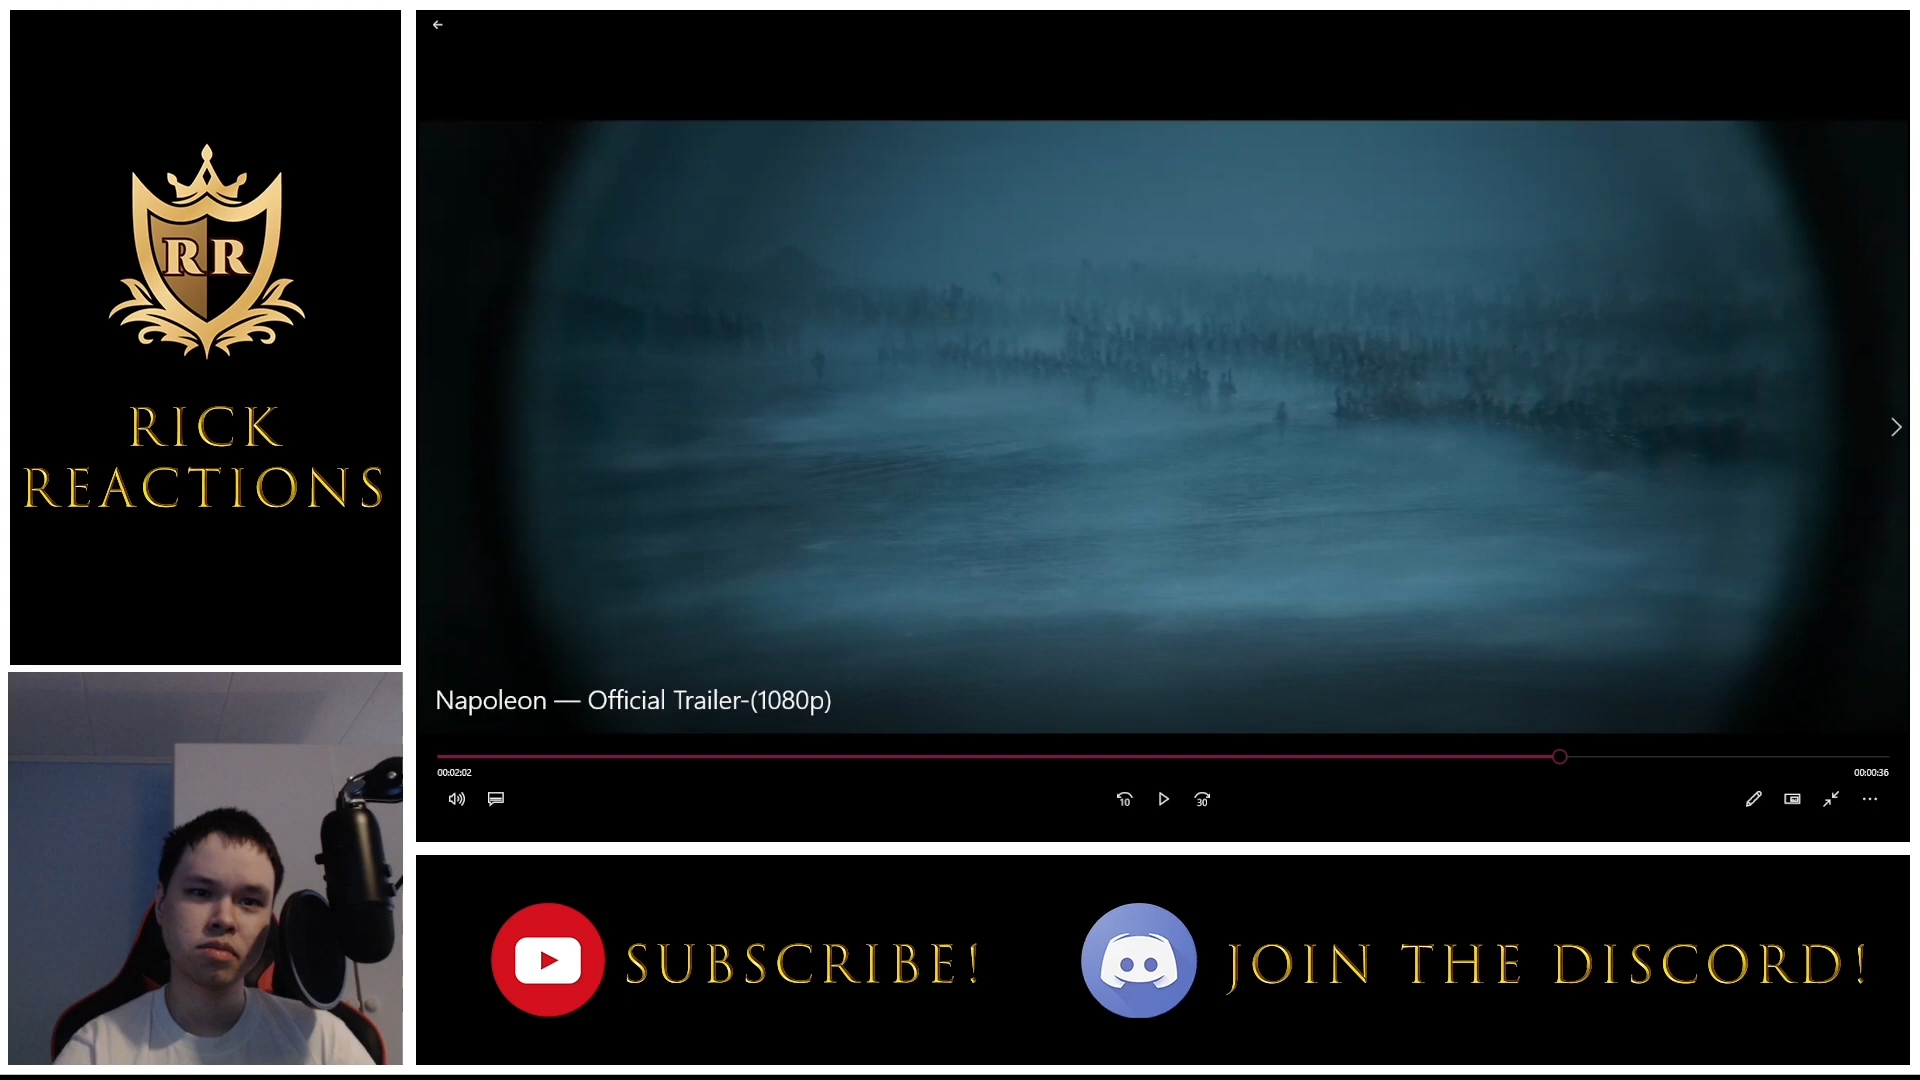 RR
RICK
REACTIONS
Napoleon — Official Trailer-(1080p)
00:02:02
00:00:36
10
30
SUBSCRIBE!
JOIN THE DISCORD!